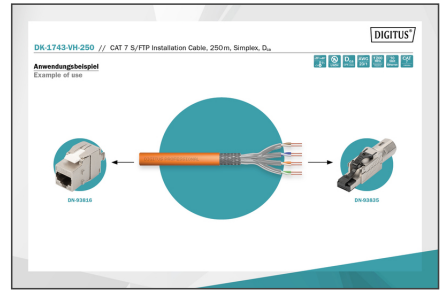 DIGITUS®
DK-1743-VH-250 // CAT 7 S/FTP Installation Cable, 250m, Simplex, Dca
Anwendungsbeispiel
Example of use
DN-93816
DN-93835